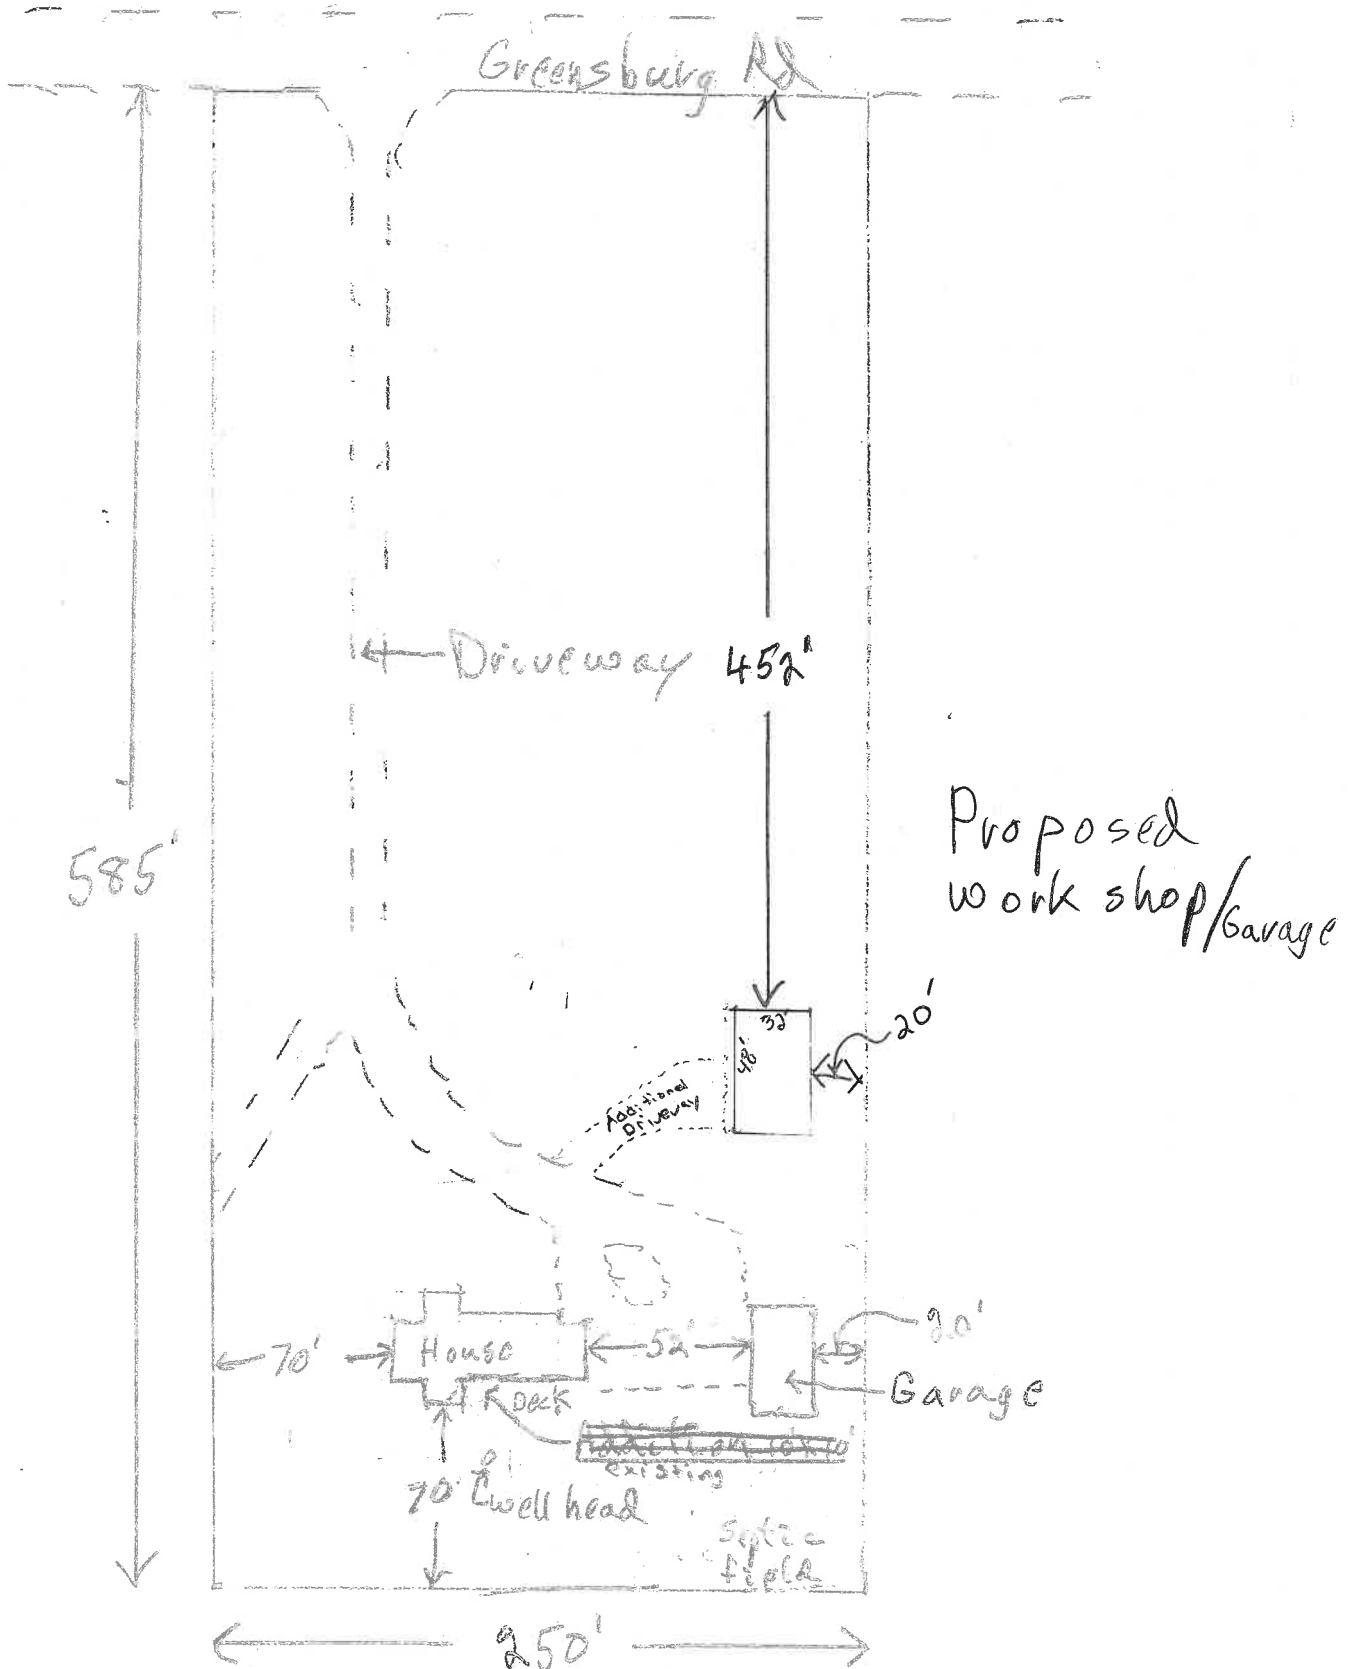 Greensburg Rd
Driveway
452'
585'
Proposed
work shop/Garage
32'
48'
20'
Additional
Driveway
70'
House
52'
20'
Deck
Garage
existing
70'
well head
Septic
field
250'